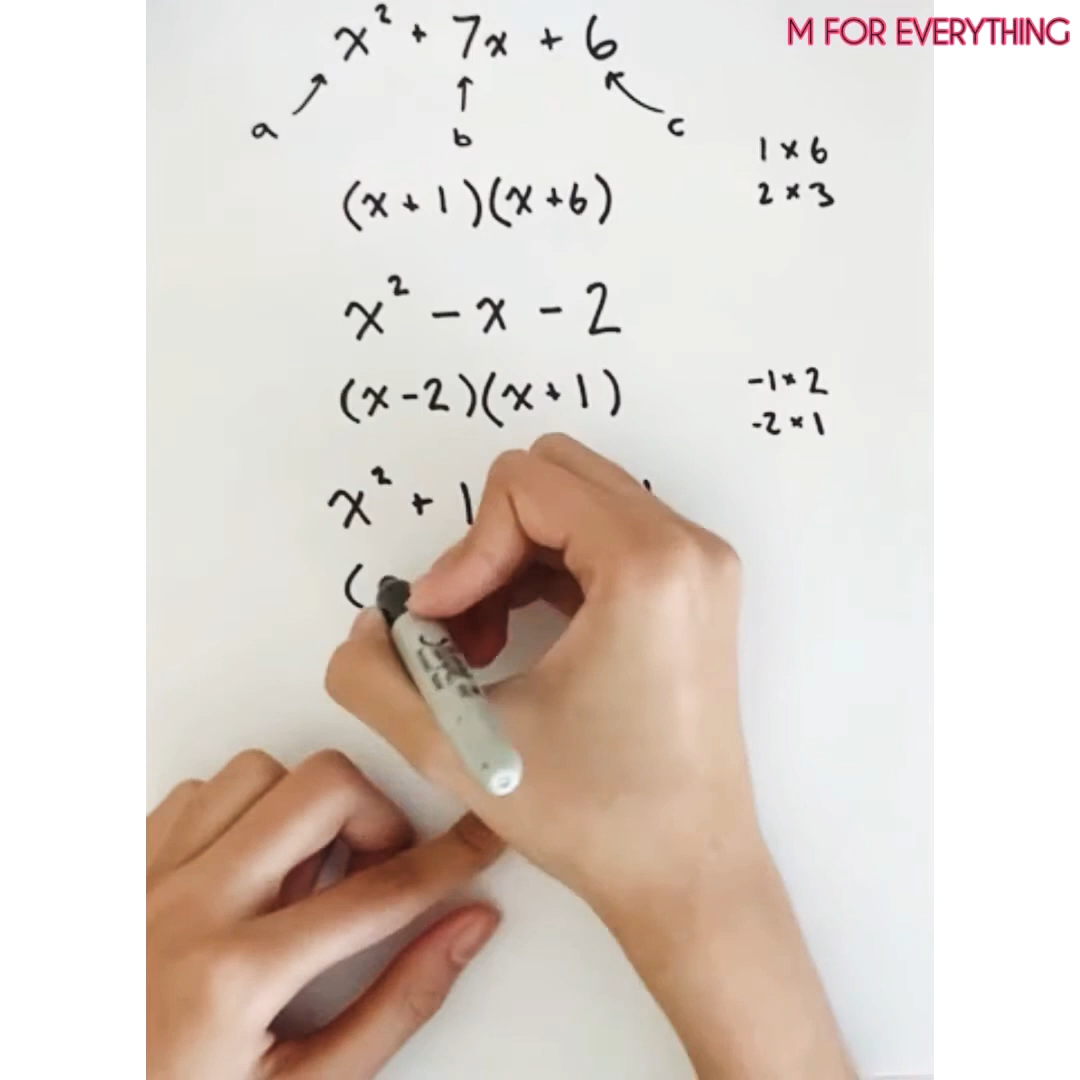 M FOR EVERYTHING
x² + 7x + 6
a b c
1 × 6
2 × 3
(x + 1)(x + 6)
x² - x - 2
(x - 2)(x + 1)
-1 × 2
-2 × 1
x² + 1
(